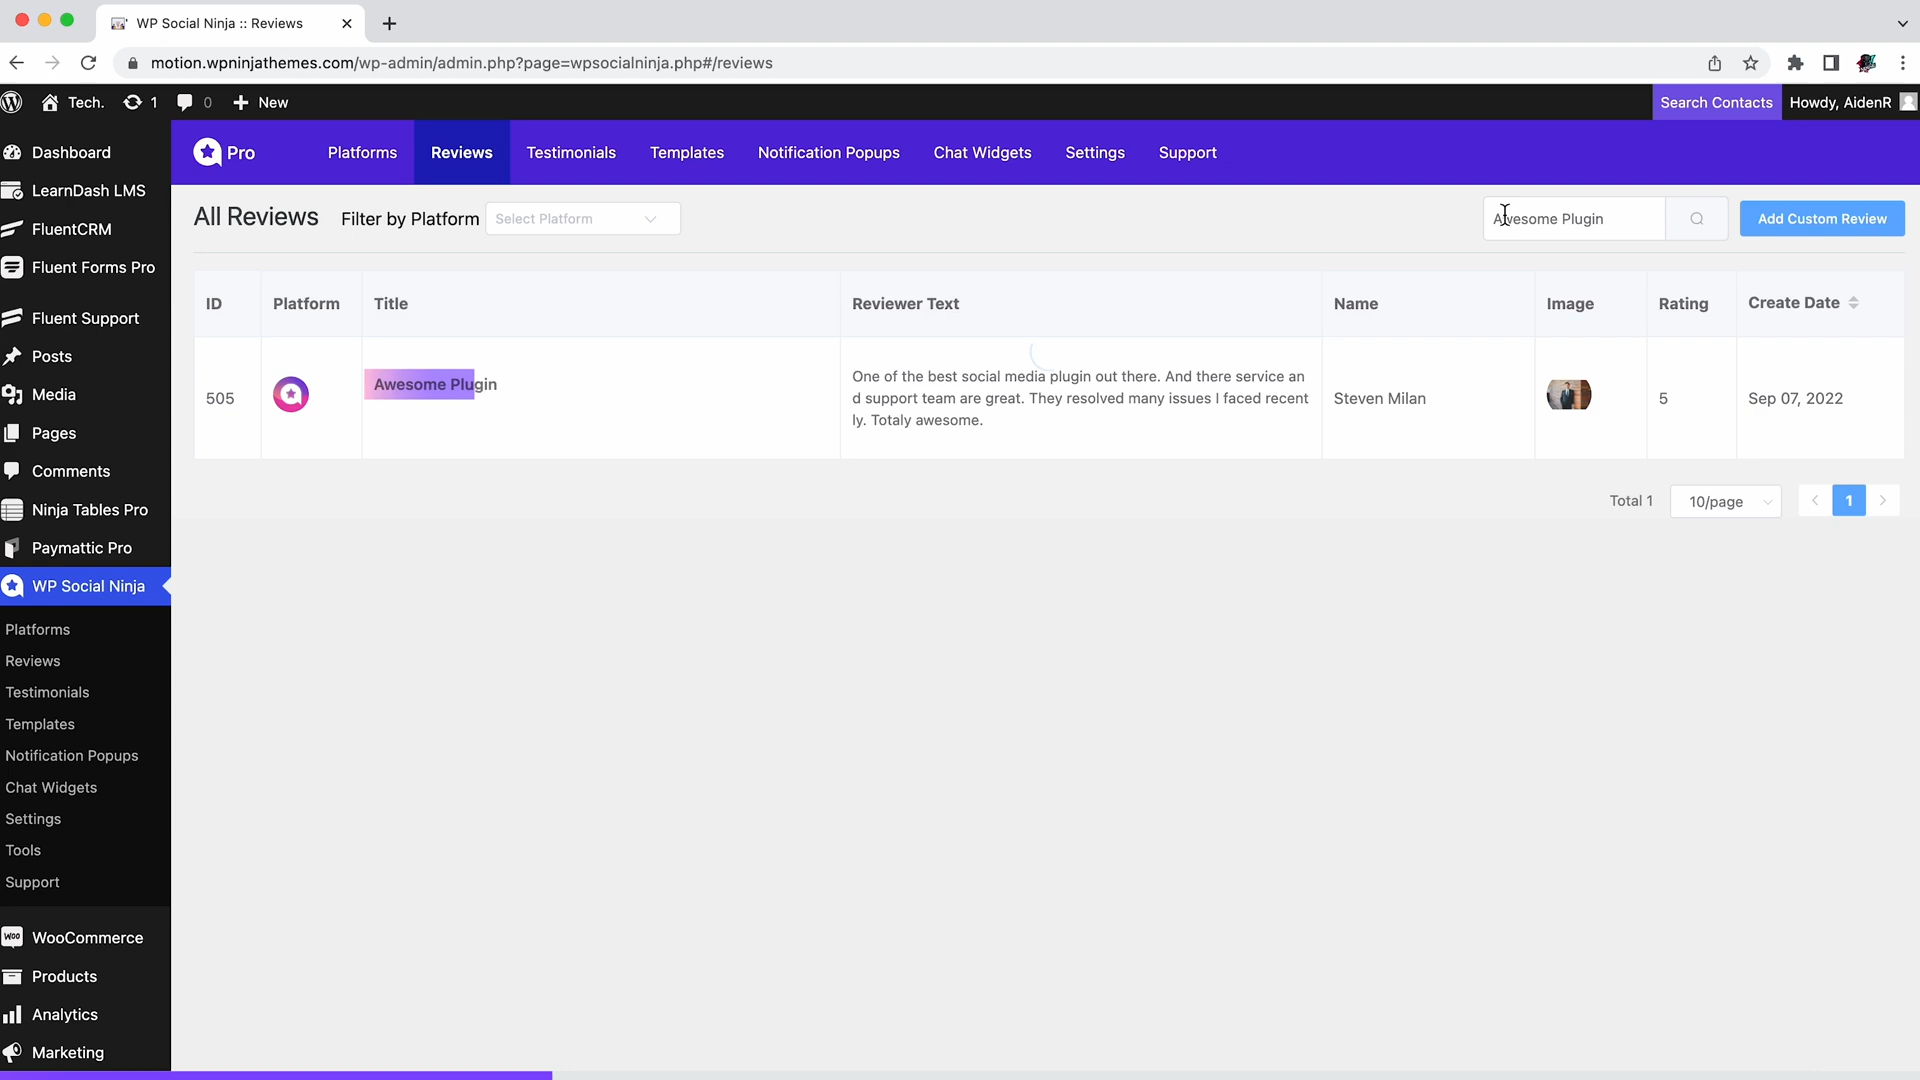 WP Social Ninja :: Reviews
motion.wpninjathemes.com/wp-admin/admin.php?page=wpsocialninja.php#/reviews
Tech. 1 0 New Search Contacts Howdy, AidenR
Pro Platforms Reviews Testimonials Templates Notification Popups Chat Widgets Settings Support
Dashboard
LearnDash LMS
FluentCRM
Fluent Forms Pro
Fluent Support
Posts
Media
Pages
Comments
Ninja Tables Pro
Paymattic Pro
WP Social Ninja
Platforms
Reviews
Testimonials
Templates
Notification Popups
Chat Widgets
Settings
Tools
Support
Woo WooCommerce
Products
Analytics
Marketing
All Reviews Filter by Platform Select Platform Awesome Plugin Add Custom Review
ID Platform Title Reviewer Text Name Image Rating Create Date
505 Awesome Plugin
One of the best social media plugin out there. And there service an
d support team are great. They resolved many issues I faced recent
ly. Totaly awesome.
Steven Milan 5 Sep 07, 2022
Total 1 10/page 1